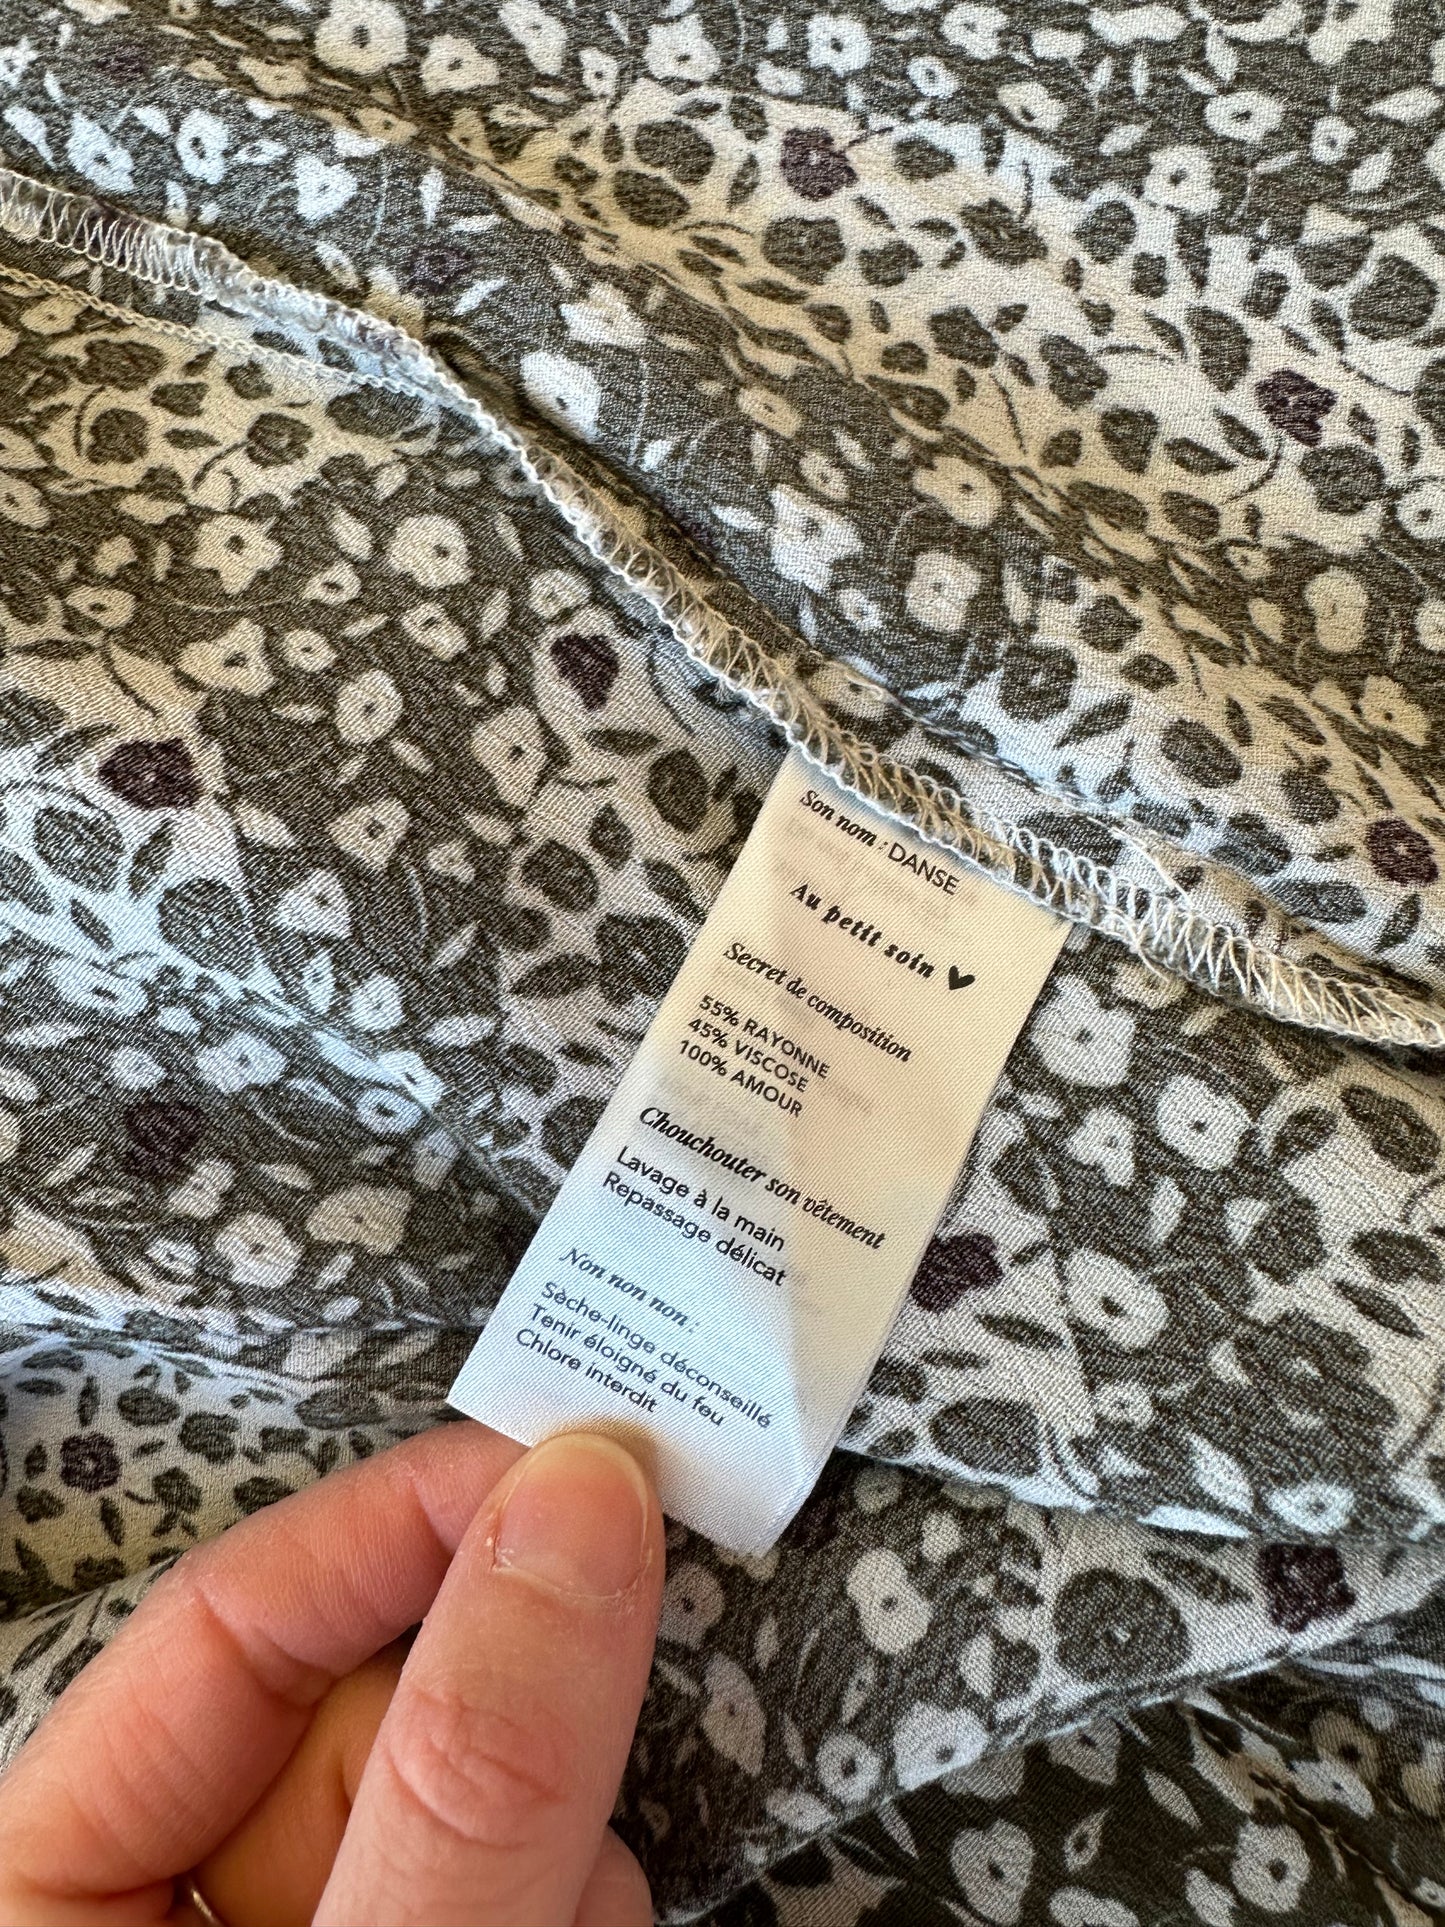 Son nom : DANSE
Au petit soin ♥
Secret de composition
55% RAYONNE
45% VISCOSE
100% AMOUR
Chouchouter son vêtement
Lavage à la main
Repassage délicat
Non non non :
Sèche-linge déconseillé
Tenir éloigné du feu
Chlore interdit